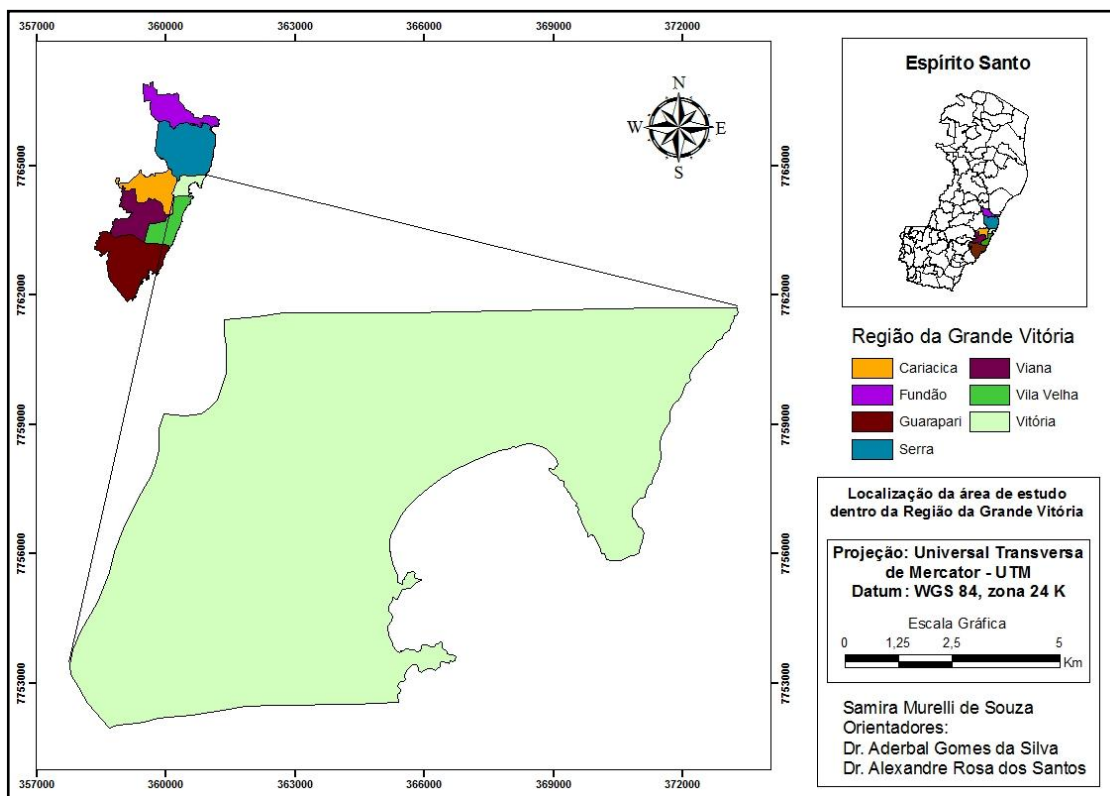 357000 360000 363000 366000 369000 372000
7765000
7762000
7759000
7756000
7753000
N
W E
S
7765000
7762000
7759000
7756000
7753000
357000 360000 363000 366000 369000 372000
Espírito Santo
Região da Grande Vitória
Cariacica Viana
Fundão Vila Velha
Guarapari Vitória
Serra
Localização da área de estudo
dentro da Região da Grande Vitória
Projeção: Universal Transversa
de Mercator - UTM
Datum: WGS 84, zona 24 K
Escala Gráfica
0 1,25 2,5 5
Km
Samira Murelli de Souza
Orientadores:
Dr. Aderbal Gomes da Silva
Dr. Alexandre Rosa dos Santos